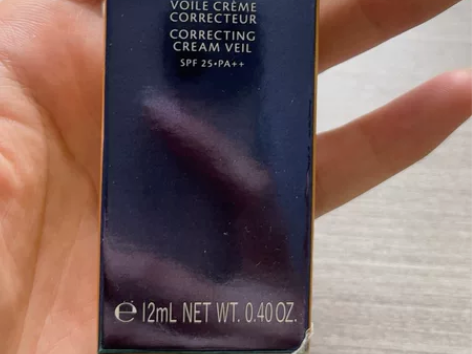 VOILE CRÈME
CORRECTEUR
CORRECTING
CREAM VEIL
SPF 25•PA++
℮ 12mL NET WT. 0.40 OZ.